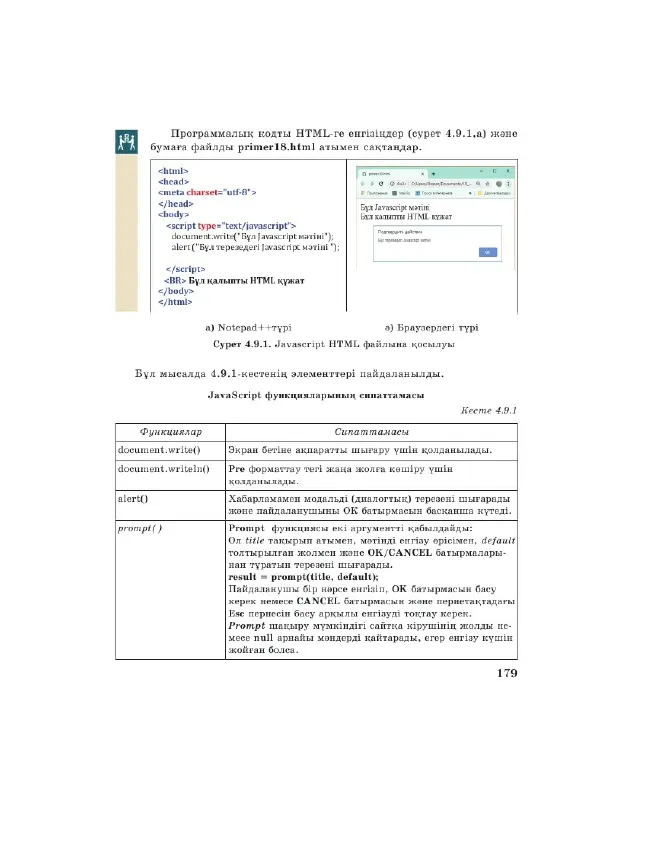 Программалық кодты HTML-ге енгізіңдер (сурет 4.9.1,а) және
бумаға файлды primer18.html атымен сақтаңдар.
<html>
<head>
<meta charset="utf-8">
</head>
<body>
<script type="text/javascript">
document.write("Бұл Javascript мәтіні");
alert ("Бұл терезедегі Javascript мәтіні ");
</script>
<BR> Бұл қалыпты HTML құжат
</body>
</html>
Бұл Javascript мәтіні
Бұл қалыпты HTML құжат
Подтвердите действие
а) Notepad++түрі
ә) Браузердегі түрі
Сурет 4.9.1. Javascript HTML файлына қосылуы
Бұл мысалда 4.9.1-кестенің элементтері пайдаланылды.
JavaScript функцияларының сипаттамасы
Кесте 4.9.1
Функциялар
Сипаттамасы
document.write()
Экран бетіне ақпаратты шығару үшін қолданылады.
document.writeln()
Pre форматтау тегі жаңа жолға көшіру үшін
қолданылады.
alert()
Хабарламамен модальді (диалогтық) терезені шығарады
және пайдаланушыны OK батырмасын басқанша күтеді.
prompt( )
Prompt функциясы екі аргументті қабылдайды:
Ол title тақырын атымен, мәтінді енгізу өрісімен, default
толтырылған жолмен және OK/CANCEL батырмалары-
нан тұратын терезені шығарады.
result = prompt(title, default);
Пайдаланушы бір нәрсе енгізіп, OK батырмасын басу
керек немесе CANCEL батырмасын және пернетақтадағы
Esc пернесін басу арқылы енгізуді тоқтау керек.
Prompt шақыру мүмкіндігі сайтқа кірушінің жолды не-
месе null арнайы мәндерді қайтарады, егер енгізу күшін
жойған болса.
179